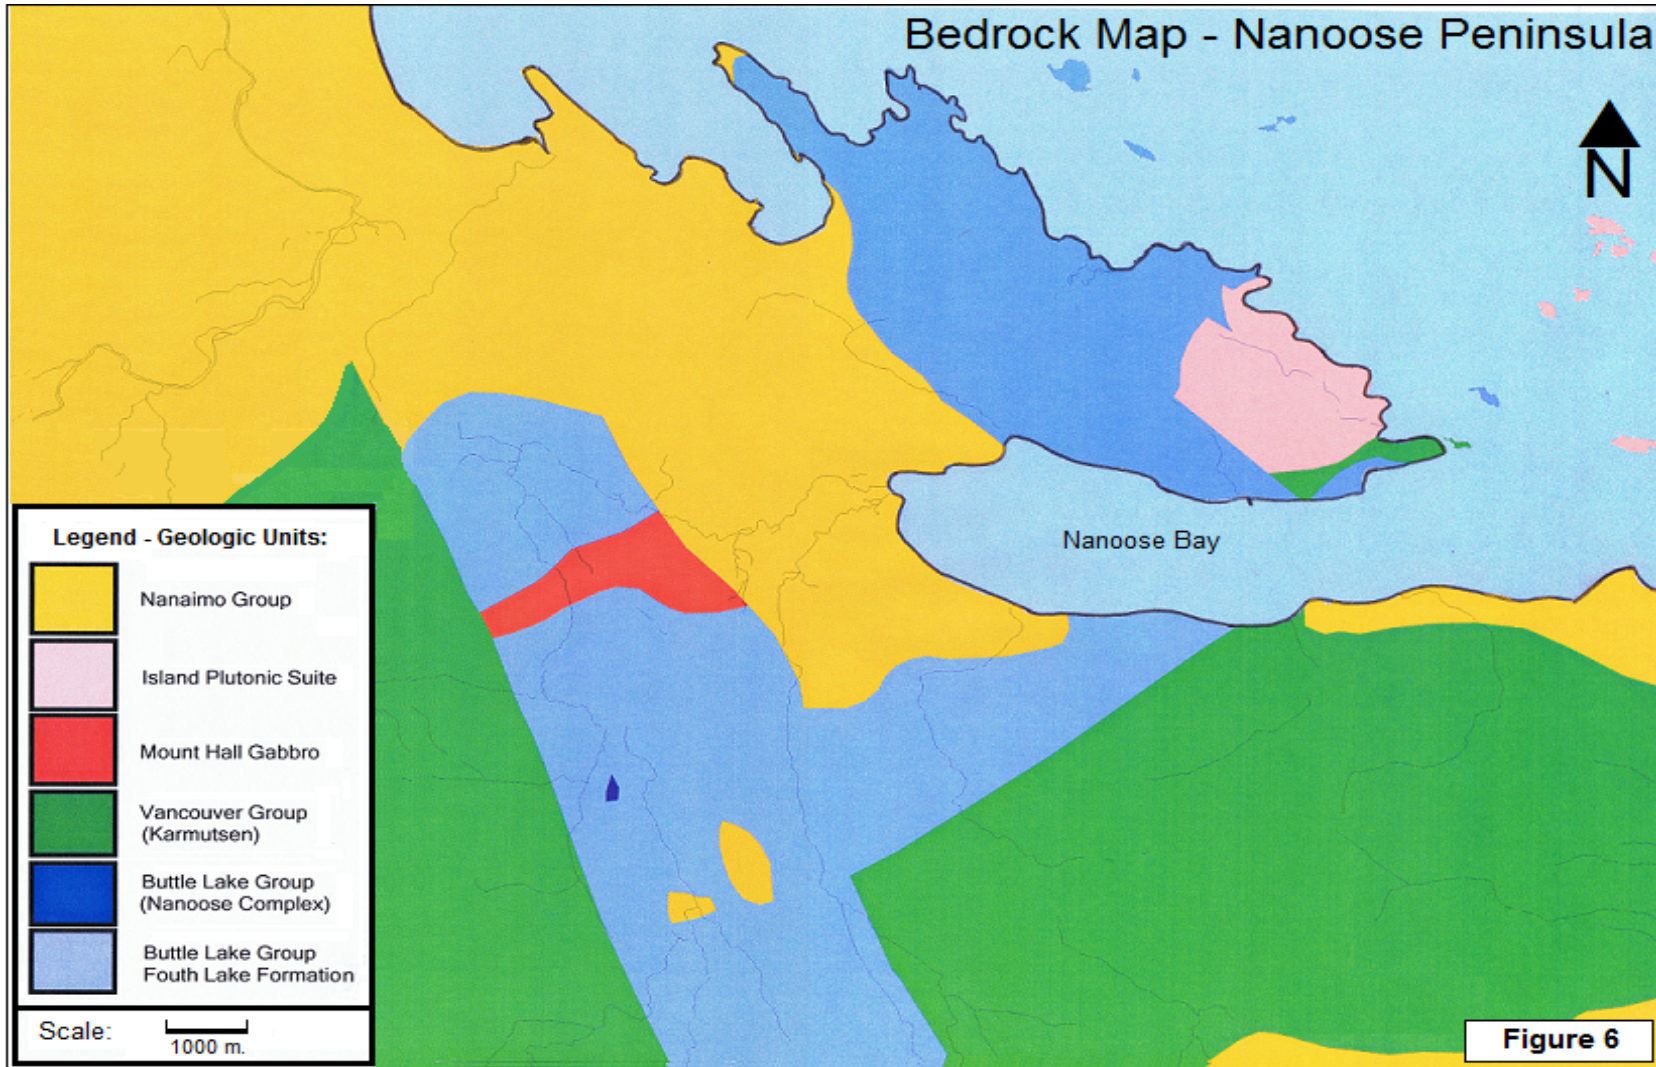 Bedrock Map - Nanoose Peninsula
N
Nanoose Bay
Legend - Geologic Units:
Nanaimo Group
Island Plutonic Suite
Mount Hall Gabbro
Vancouver Group
(Karmutsen)
Buttle Lake Group
(Nanoose Complex)
Buttle Lake Group
Fouth Lake Formation
Scale:
1000 m.
Figure 6